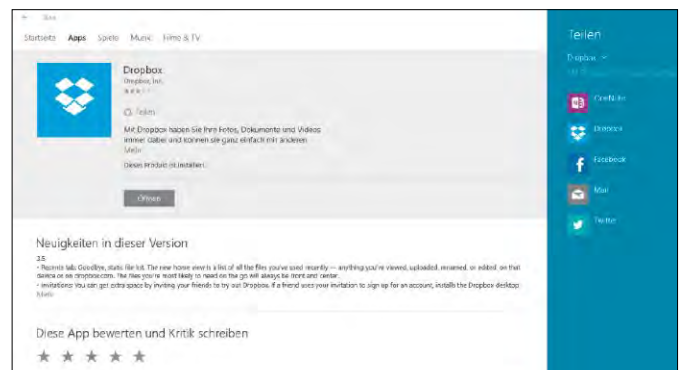 Startseite Apps Spiele Musik Filme & TV
Dropbox
Dropbox, Inc.
Teilen
Mit Dropbox haben Sie Ihre Fotos, Dokumente und Videos
immer dabei und können sie ganz einfach mit anderen
Mehr
Dieses Produkt ist installiert.
Öffnen
Neuigkeiten in dieser Version
3.5
• Recents tab: Goodbye, static file list. The new home view is a list of all the files you've used recently — anything you've viewed, uploaded, renamed, or edited on that
device or on dropbox.com. The files you're most likely to need on the go will always be front and center.
• Invitations: You can get extra space by inviting your friends to try out Dropbox. If a friend uses your invitation to sign up for an account, installs the Dropbox desktop
Mehr
Diese App bewerten und Kritik schreiben
Teilen
Dropbox
OneNote
Dropbox
Facebook
Mail
Twitter